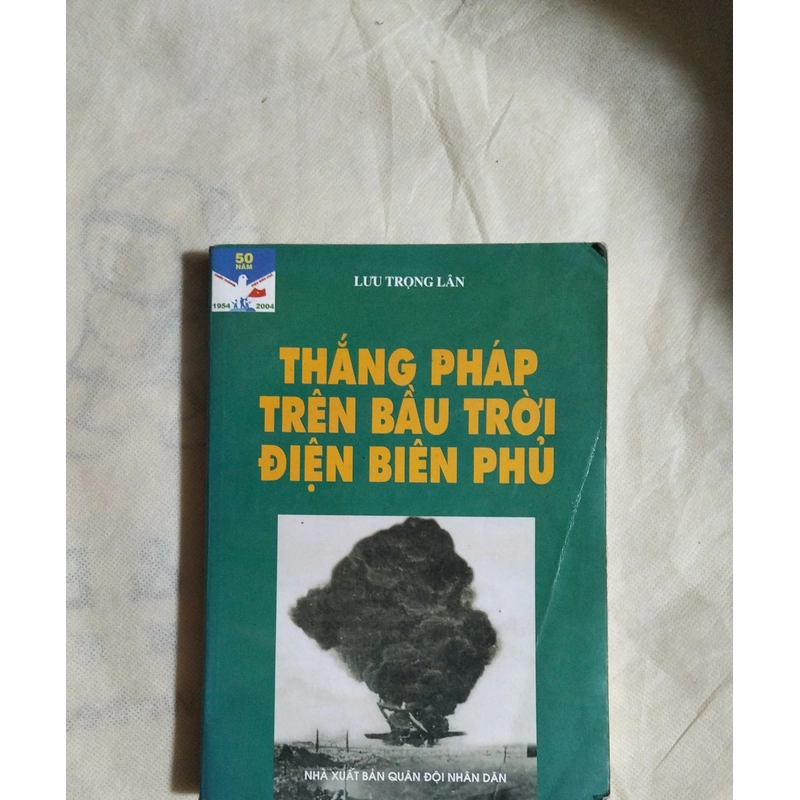 50
NĂM
1954 2004
LƯU TRỌNG LÂN
THẮNG PHÁP
TRÊN BẦU TRỜI
ĐIỆN BIÊN PHỦ
NHÀ XUẤT BẢN QUÂN ĐỘI NHÂN DÂN